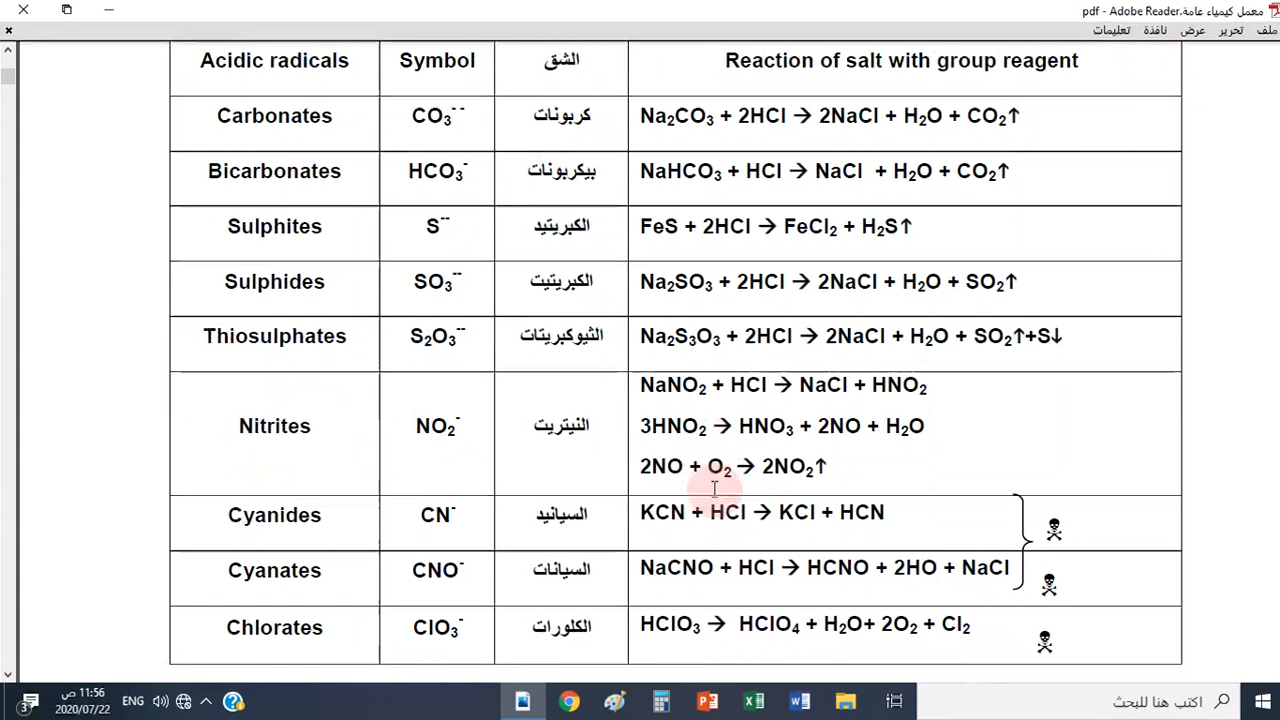 معمل كيمياء عامة.pdf - Adobe Reader
ملف تحرير عرض نافذة تعليمات
Acidic radicals Symbol الشق Reaction of salt with group reagent
Carbonates CO₃⁻⁻ كربونات Na₂CO₃ + 2HCl → 2NaCl + H₂O + CO₂↑
Bicarbonates HCO₃⁻ بيكربونات NaHCO₃ + HCl → NaCl + H₂O + CO₂↑
Sulphites S⁻⁻ الكبريتيد FeS + 2HCl → FeCl₂ + H₂S↑
Sulphides SO₃⁻⁻ الكبريتيت Na₂SO₃ + 2HCl → 2NaCl + H₂O + SO₂↑
Thiosulphates S₂O₃⁻⁻ الثيوكبريتات Na₂S₃O₃ + 2HCl → 2NaCl + H₂O + SO₂↑+S↓
NaNO₂ + HCl → NaCl + HNO₂
Nitrites NO₂⁻ النيتريت 3HNO₂ → HNO₃ + 2NO + H₂O
2NO + O₂ → 2NO₂↑
Cyanides CN⁻ السيانيد KCN + HCl → KCl + HCN
Cyanates CNO⁻ السيانات NaCNO + HCl → HCNO + 2HO + NaCl
Chlorates ClO₃⁻ الكلورات HClO₃ → HClO₄ + H₂O+ 2O₂ + Cl₂
3 11:56 ص ENG اكتب هنا للبحث
2020/07/22